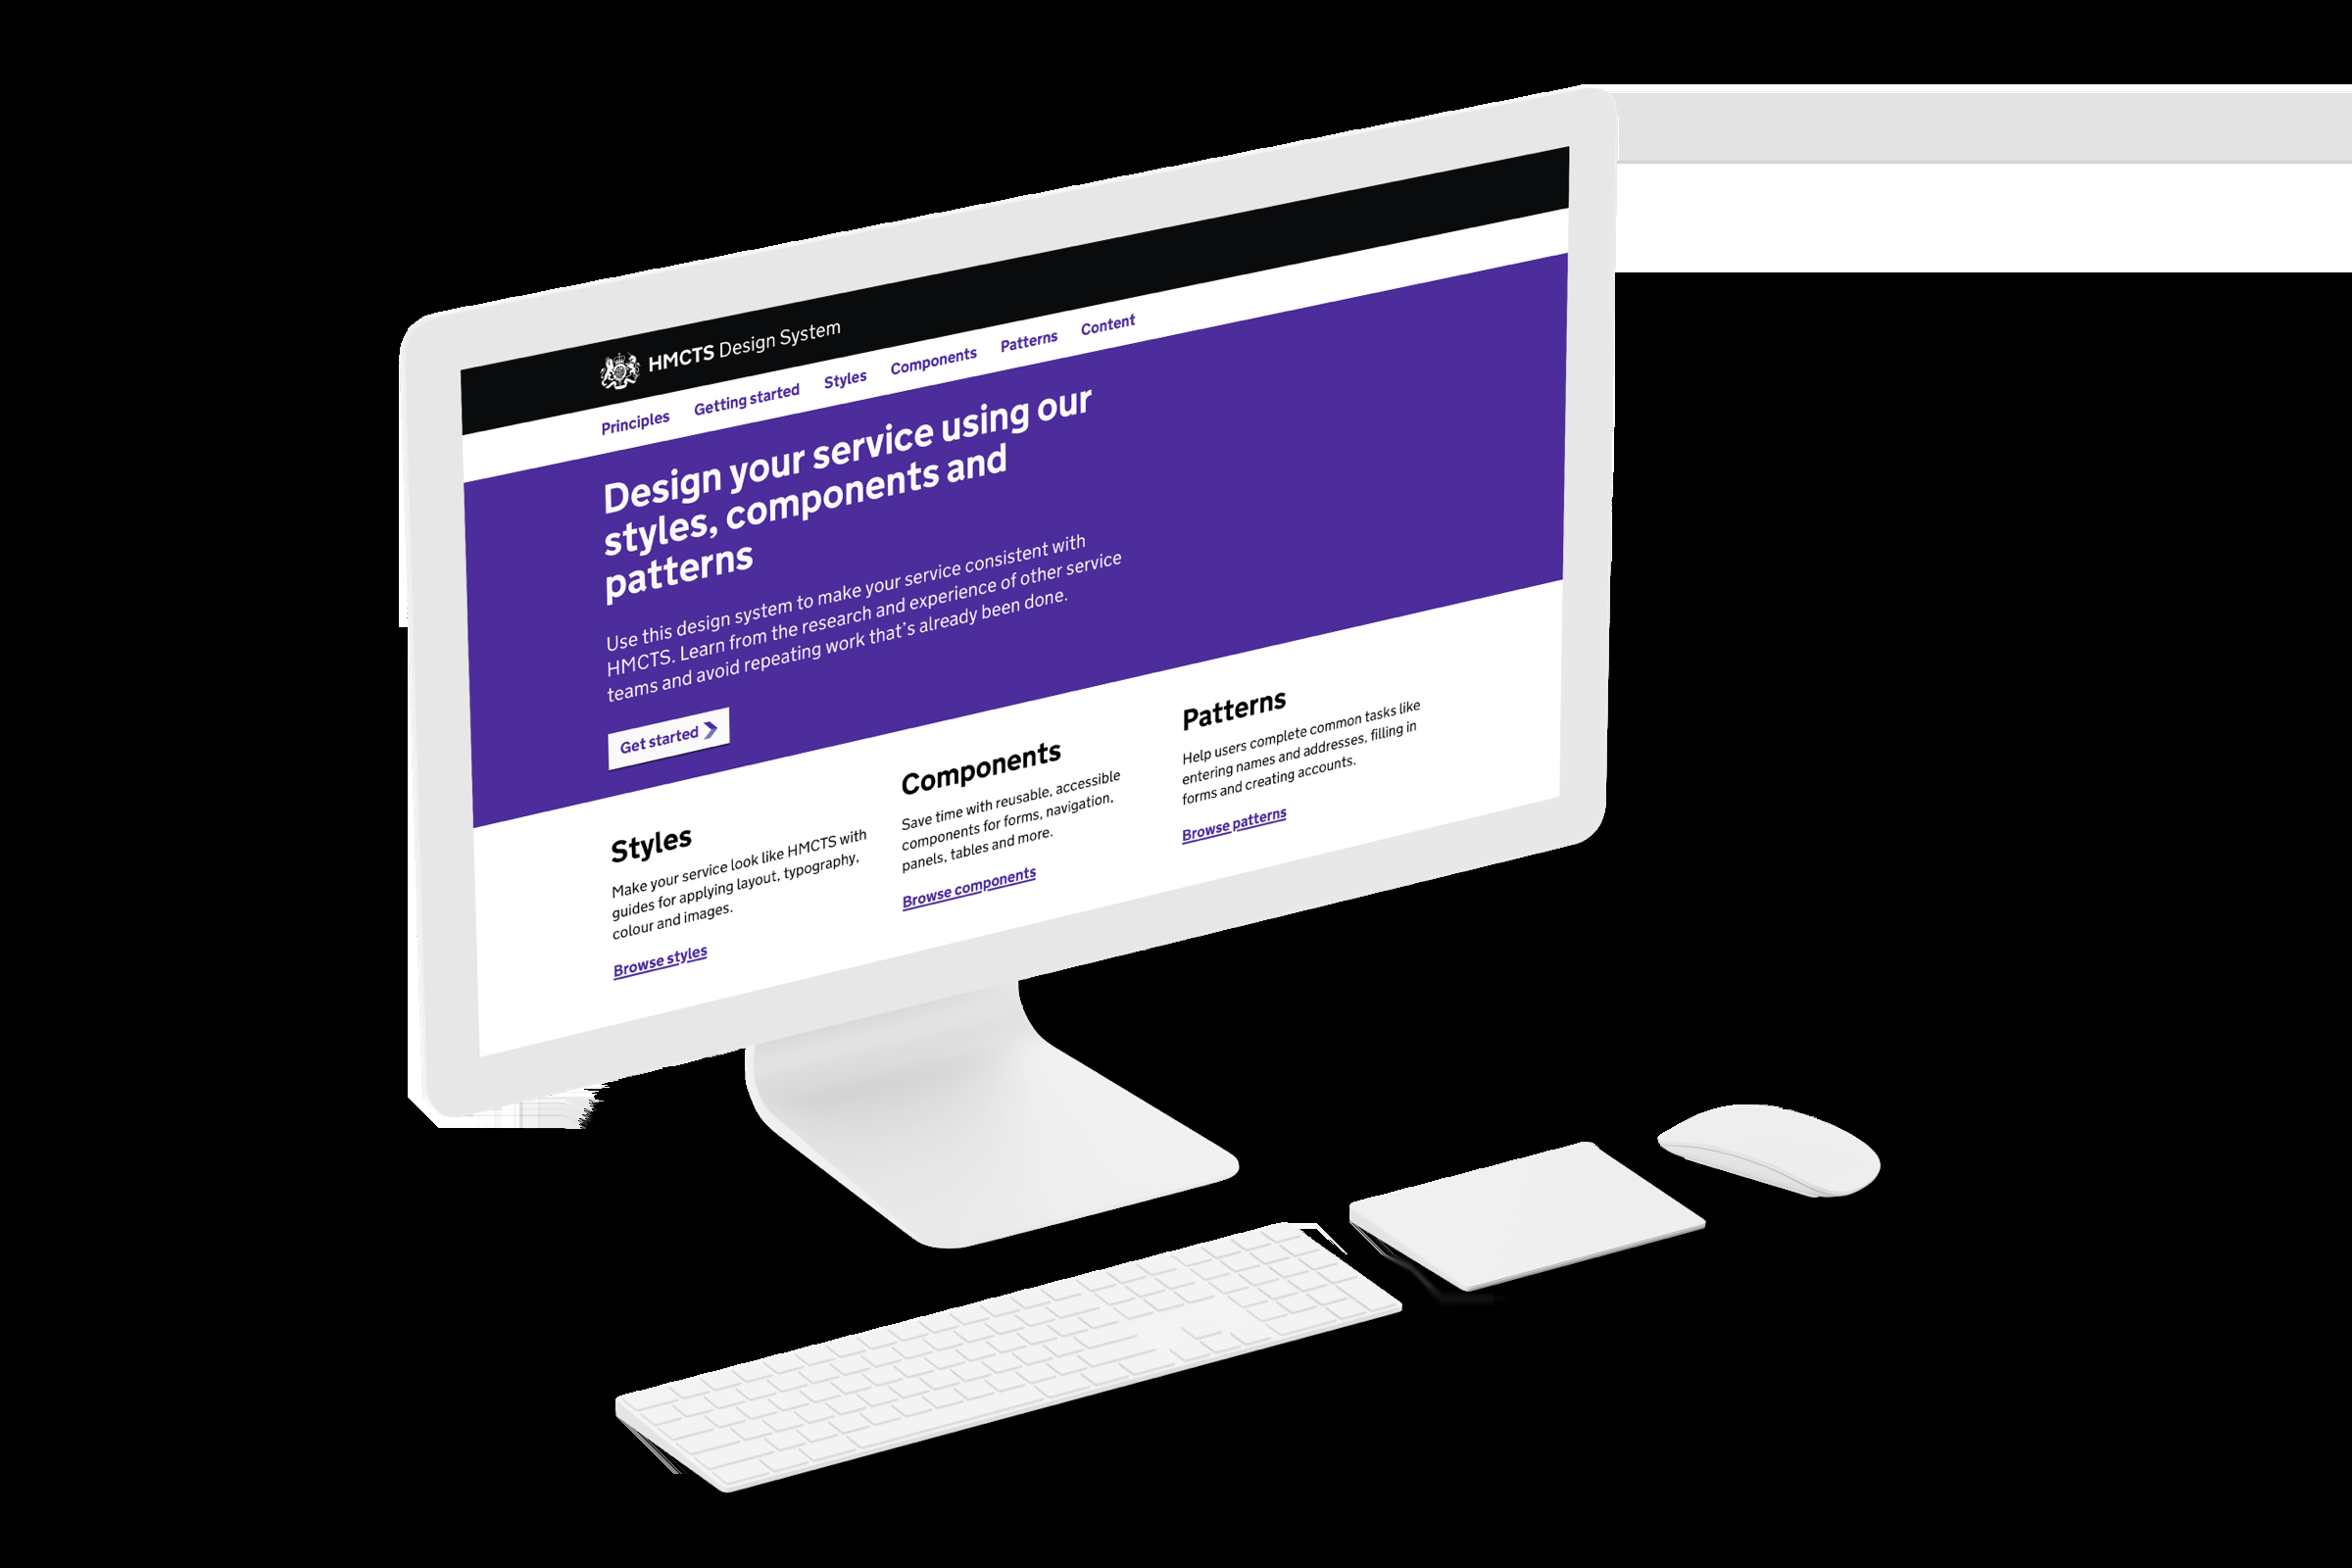 HMCTS Design System
Principles Getting started Styles Components Patterns Content
Design your service using our
styles, components and
patterns
Use this design system to make your service consistent with
HMCTS. Learn from the research and experience of other service
teams and avoid repeating work that’s already been done.
Get started
Styles
Make your service look like HMCTS with
guides for applying layout, typography,
colour and images.
Browse styles
Components
Save time with reusable, accessible
components for forms, navigation,
panels, tables and more.
Browse components
Patterns
Help users complete common tasks like
entering names and addresses, filling in
forms and creating accounts.
Browse patterns